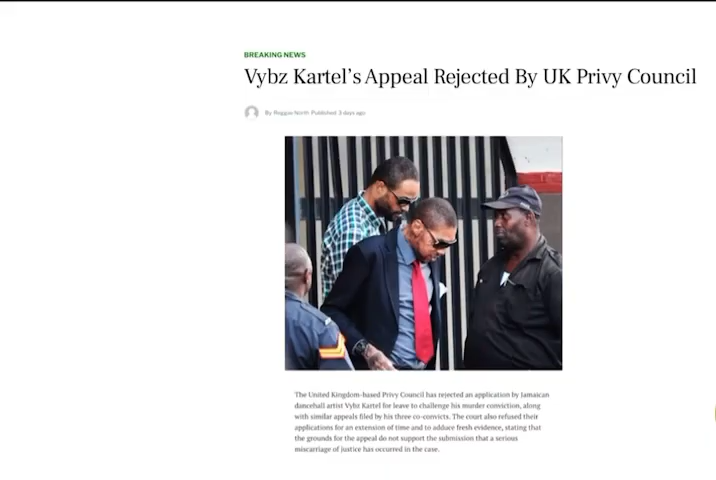 BREAKING NEWS
Vybz Kartel's Appeal Rejected By UK Privy Council
By Reggae North Published 3 days ago
The United Kingdom-based Privy Council has rejected an application by Jamaican
dancehall artist Vybz Kartel for leave to challenge his murder conviction, along
with similar appeals filed by his three co-convicts. The court also refused their
applications for an extension of time and to adduce fresh evidence, stating that
the grounds for the appeal do not support the submission that a serious
miscarriage of justice has occurred in the case.